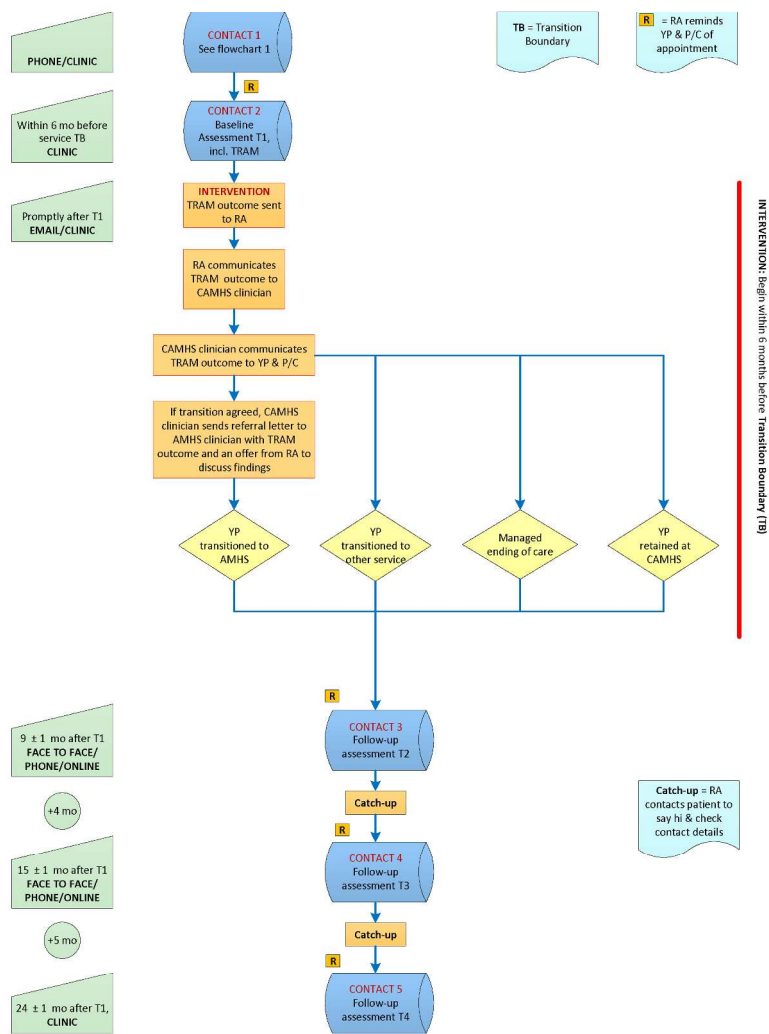 CONTACT 1
See flowchart 1
PHONE/CLINIC
TB = Transition
Boundary
R = RA reminds
YP & P/C of
appointment
R
Within 6 mo before
service TB
CLINIC
CONTACT 2
Baseline
Assessment T1,
incl. TRAM
Promptly after T1
EMAIL/CLINIC
INTERVENTION
TRAM outcome sent
to RA
RA communicates
TRAM outcome to
CAMHS clinician
CAMHS clinician communicates
TRAM outcome to YP & P/C
If transition agreed, CAMHS
clinician sends referral letter to
AMHS clinician with TRAM
outcome and an offer from RA to
discuss findings
YP
transitioned to
AMHS
YP
transitioned to
other service
Managed
ending of care
YP
retained at
CAMHS
INTERVENTION: Begin within 6 months before Transition Boundary (TB)
R
9 ± 1 mo after T1
FACE TO FACE/
PHONE/ONLINE
CONTACT 3
Follow-up
assessment T2
+4 mo
Catch-up
Catch-up = RA
contacts patient to
say hi & check
contact details
R
15 ± 1 mo after T1
FACE TO FACE/
PHONE/ONLINE
CONTACT 4
Follow-up
assessment T3
+5 mo
Catch-up
R
24 ± 1 mo after T1,
CLINIC
CONTACT 5
Follow-up
assessment T4